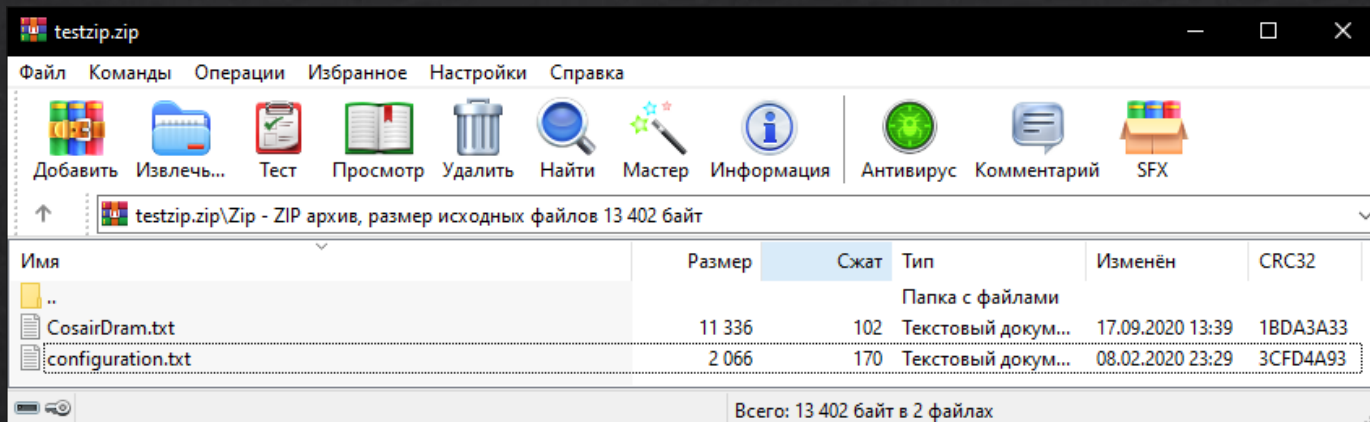 testzip.zip
Файл Команды Операции Избранное Настройки Справка
Добавить Извлечь... Тест Просмотр Удалить Найти Мастер Информация Антивирус Комментарий SFX
testzip.zip\Zip - ZIP архив, размер исходных файлов 13 402 байт
Имя Размер Сжат Тип Изменён CRC32
.. Папка с файлами
CosairDram.txt 11 336 102 Текстовый докум... 17.09.2020 13:39 1BDA3A33
configuration.txt 2 066 170 Текстовый докум... 08.02.2020 23:29 3CFD4A93
Всего: 13 402 байт в 2 файлах